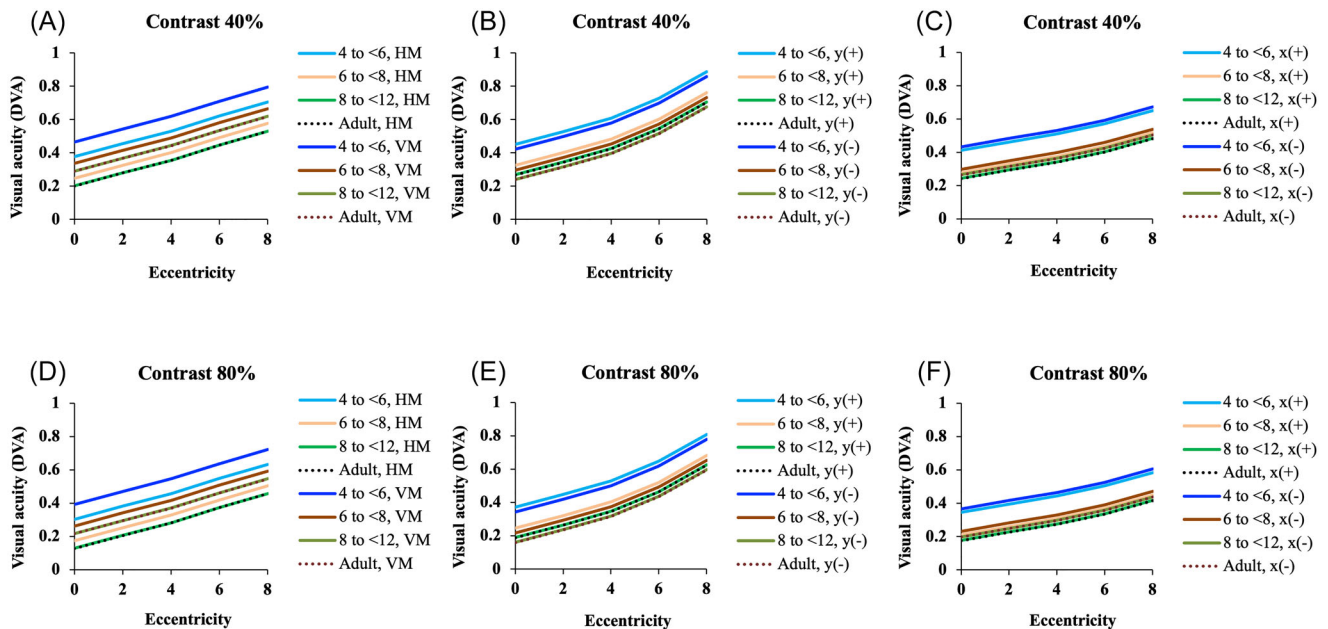 (A)
Contrast 40%
Visual acuity (DVA)
1
0.8
0.6
0.4
0.2
0
0 2 4 6 8
Eccentricity
4 to <6, HM
6 to <8, HM
8 to <12, HM
Adult, HM
4 to <6, VM
6 to <8, VM
8 to <12, VM
Adult, VM
(B)
Contrast 40%
Visual acuity (DVA)
1
0.8
0.6
0.4
0.2
0
0 2 4 6 8
Eccentricity
4 to <6, y(+)
6 to <8, y(+)
8 to <12, y(+)
Adult, y(+)
4 to <6, y(-)
6 to <8, y(-)
8 to <12, y(-)
Adult, y(-)
(C)
Contrast 40%
Visual acuity (DVA)
1
0.8
0.6
0.4
0.2
0
0 2 4 6 8
Eccentricity
4 to <6, x(+)
6 to <8, x(+)
8 to <12, x(+)
Adult, x(+)
4 to <6, x(-)
6 to <8, x(-)
8 to <12, x(-)
Adult, x(-)
(D)
Contrast 80%
Visual acuity (DVA)
1
0.8
0.6
0.4
0.2
0
0 2 4 6 8
Eccentricity
4 to <6, HM
6 to <8, HM
8 to <12, HM
Adult, HM
4 to <6, VM
6 to <8, VM
8 to <12, VM
Adult, VM
(E)
Contrast 80%
Visual acuity (DVA)
1
0.8
0.6
0.4
0.2
0
0 2 4 6 8
Eccentricity
4 to <6, y(+)
6 to <8, y(+)
8 to <12, y(+)
Adult, y(+)
4 to <6, y(-)
6 to <8, y(-)
8 to <12, y(-)
Adult, y(-)
(F)
Contrast 80%
Visual acuity (DVA)
1
0.8
0.6
0.4
0.2
0
0 2 4 6 8
Eccentricity
4 to <6, x(+)
6 to <8, x(+)
8 to <12, x(+)
Adult, x(+)
4 to <6, x(-)
6 to <8, x(-)
8 to <12, x(-)
Adult, x(-)